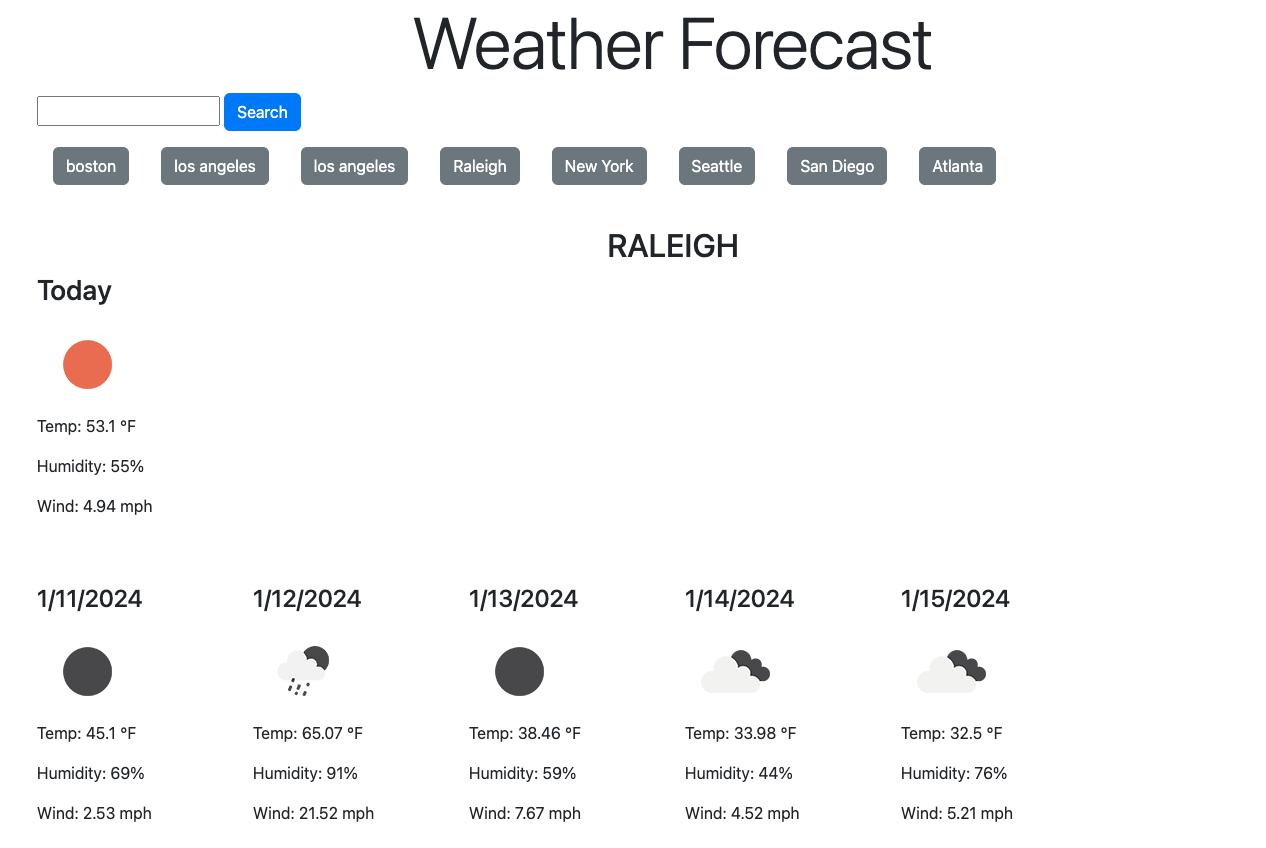 Weather Forecast
Search
boston los angeles los angeles Raleigh New York Seattle San Diego Atlanta
RALEIGH
Today
Temp: 53.1 °F
Humidity: 55%
Wind: 4.94 mph
1/11/2024 1/12/2024 1/13/2024 1/14/2024 1/15/2024
Temp: 45.1 °F Temp: 65.07 °F Temp: 38.46 °F Temp: 33.98 °F Temp: 32.5 °F
Humidity: 69% Humidity: 91% Humidity: 59% Humidity: 44% Humidity: 76%
Wind: 2.53 mph Wind: 21.52 mph Wind: 7.67 mph Wind: 4.52 mph Wind: 5.21 mph